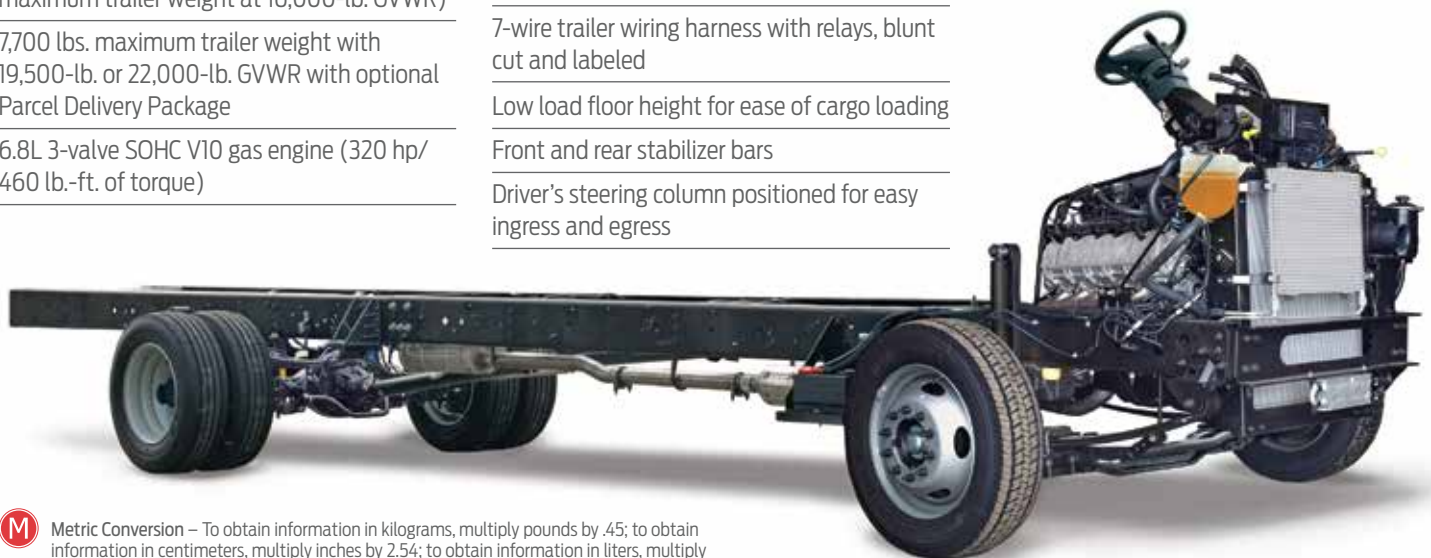 maximum trailer weight at 16,000-lb. GVWR)
7,700 lbs. maximum trailer weight with
19,500-lb. or 22,000-lb. GVWR with optional
Parcel Delivery Package
6.8L 3-valve SOHC V10 gas engine (320 hp/
460 lb.-ft. of torque)
7-wire trailer wiring harness with relays, blunt
cut and labeled
Low load floor height for ease of cargo loading
Front and rear stabilizer bars
Driver’s steering column positioned for easy
ingress and egress
M
Metric Conversion – To obtain information in kilograms, multiply pounds by .45; to obtain
information in centimeters, multiply inches by 2.54; to obtain information in liters, multiply